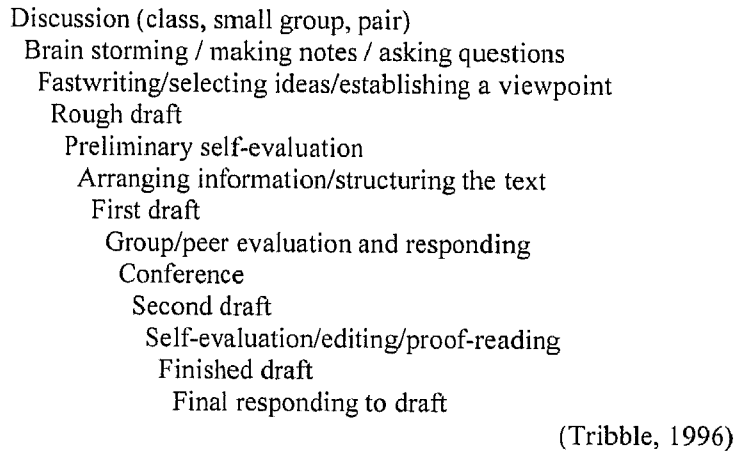 Discussion (class, small group, pair)
Brain storming / making notes / asking questions
Fastwriting/selecting ideas/establishing a viewpoint
Rough draft
Preliminary self-evaluation
Arranging information/structuring the text
First draft
Group/peer evaluation and responding
Conference
Second draft
Self-evaluation/editing/proof-reading
Finished draft
Final responding to draft
(Tribble, 1996)